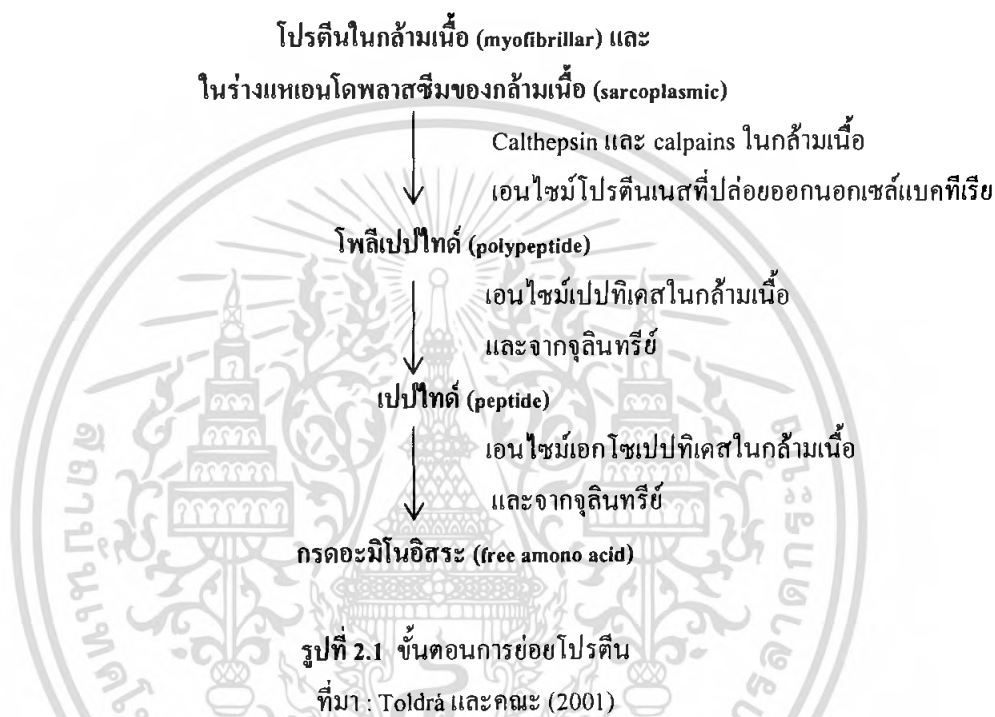 โปรตีนในกล้ามเนื้อ (myofibrillar) และ
ในร่างแหเอนโดพลาสซึมของกล้ามเนื้อ (sarcoplasmic)
Calthepsin และ calpains ในกล้ามเนื้อ
เอนไซม์โปรตีนเนสที่ปล่อยออกนอกเซล์แบคทีเรีย
โพลีเปปไทด์ (polypeptide)
เอนไซม์เปปทิเดสในกล้ามเนื้อ
และจากจุลินทรีย์
เปปไทด์ (peptide)
เอนไซม์เอกโซเปปทิเดสในกล้ามเนื้อ
และจากจุลินทรีย์
กรดอะมิโนอิสระ (free amono acid)
รูปที่ 2.1 ขั้นตอนการย่อยโปรตีน
ที่มา : Toldrá และคณะ (2001)